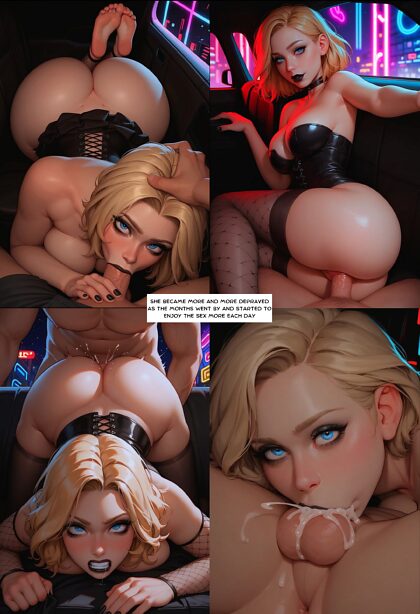 SHE BECAME MORE AND MORE DEPRAVED
AS THE MONTHS WENT BY AND STARTED TO
ENJOY THE SEX MORE EACH DAY